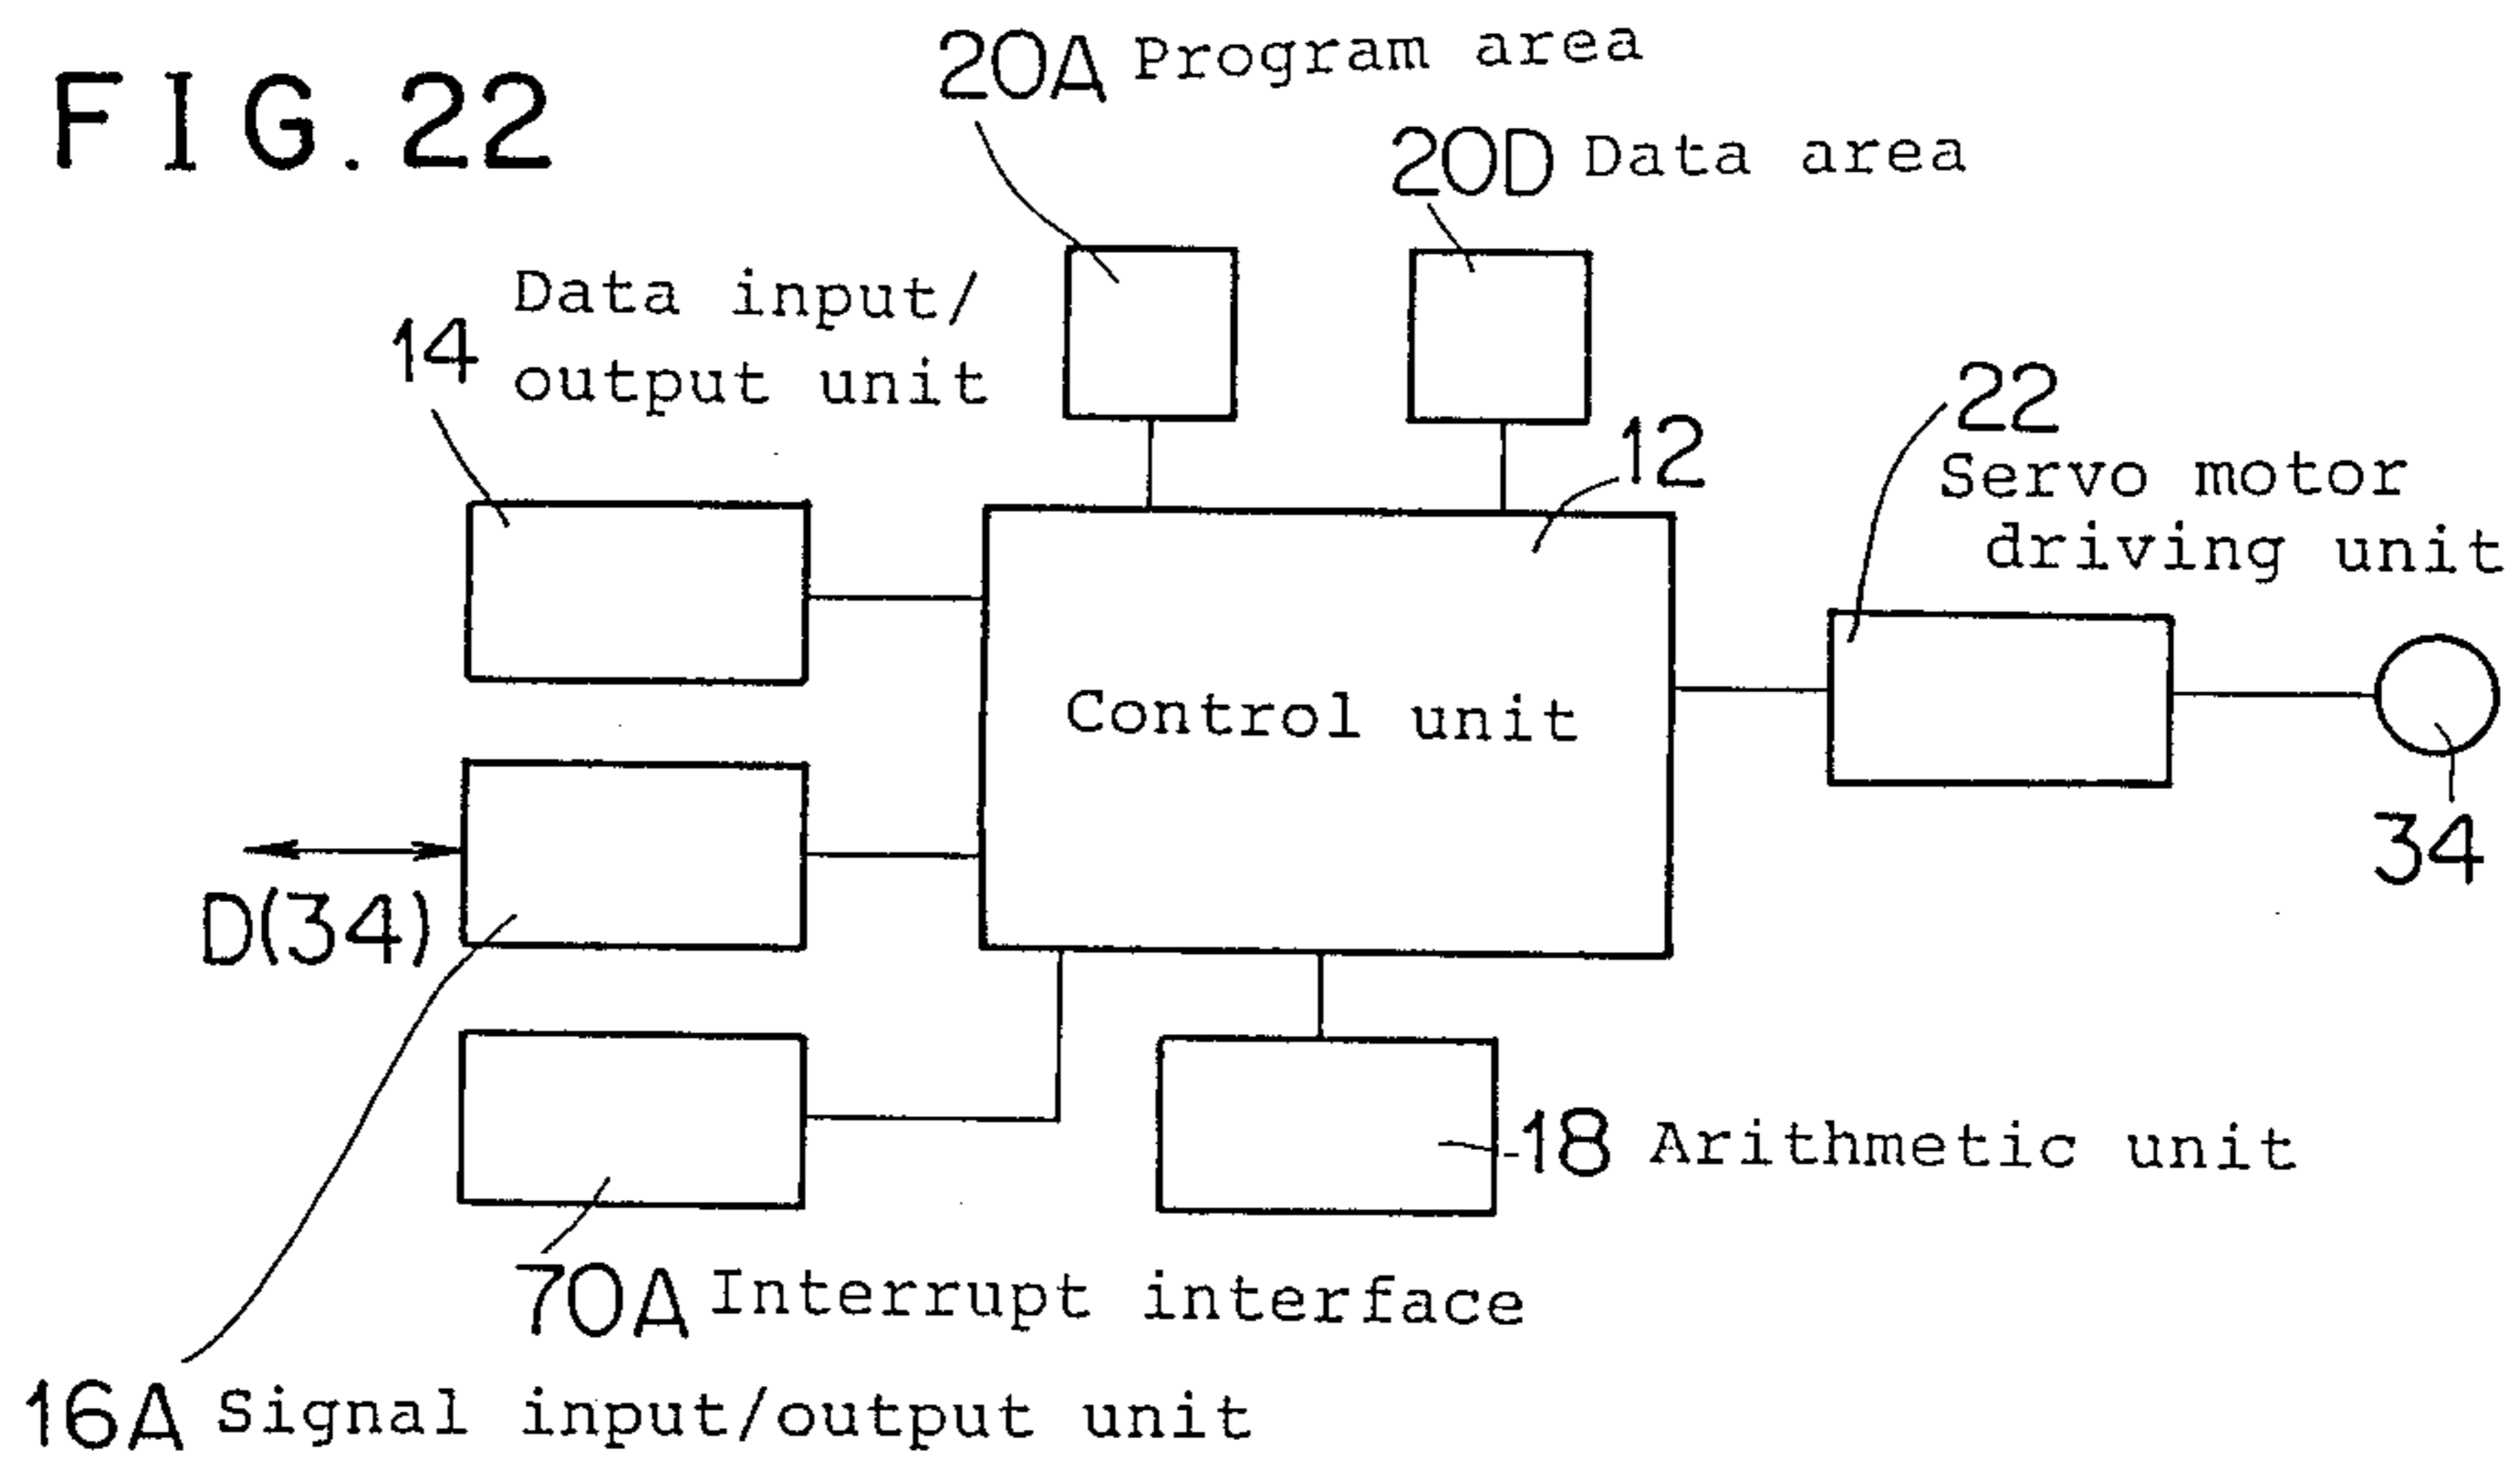 FIG.22
20A Program area
20D Data area
14 Data input/
output unit
12
22
Servo motor
driving unit
Control unit
34
D(34)
18 Arithmetic unit
70A Interrupt interface
16A Signal input/output unit